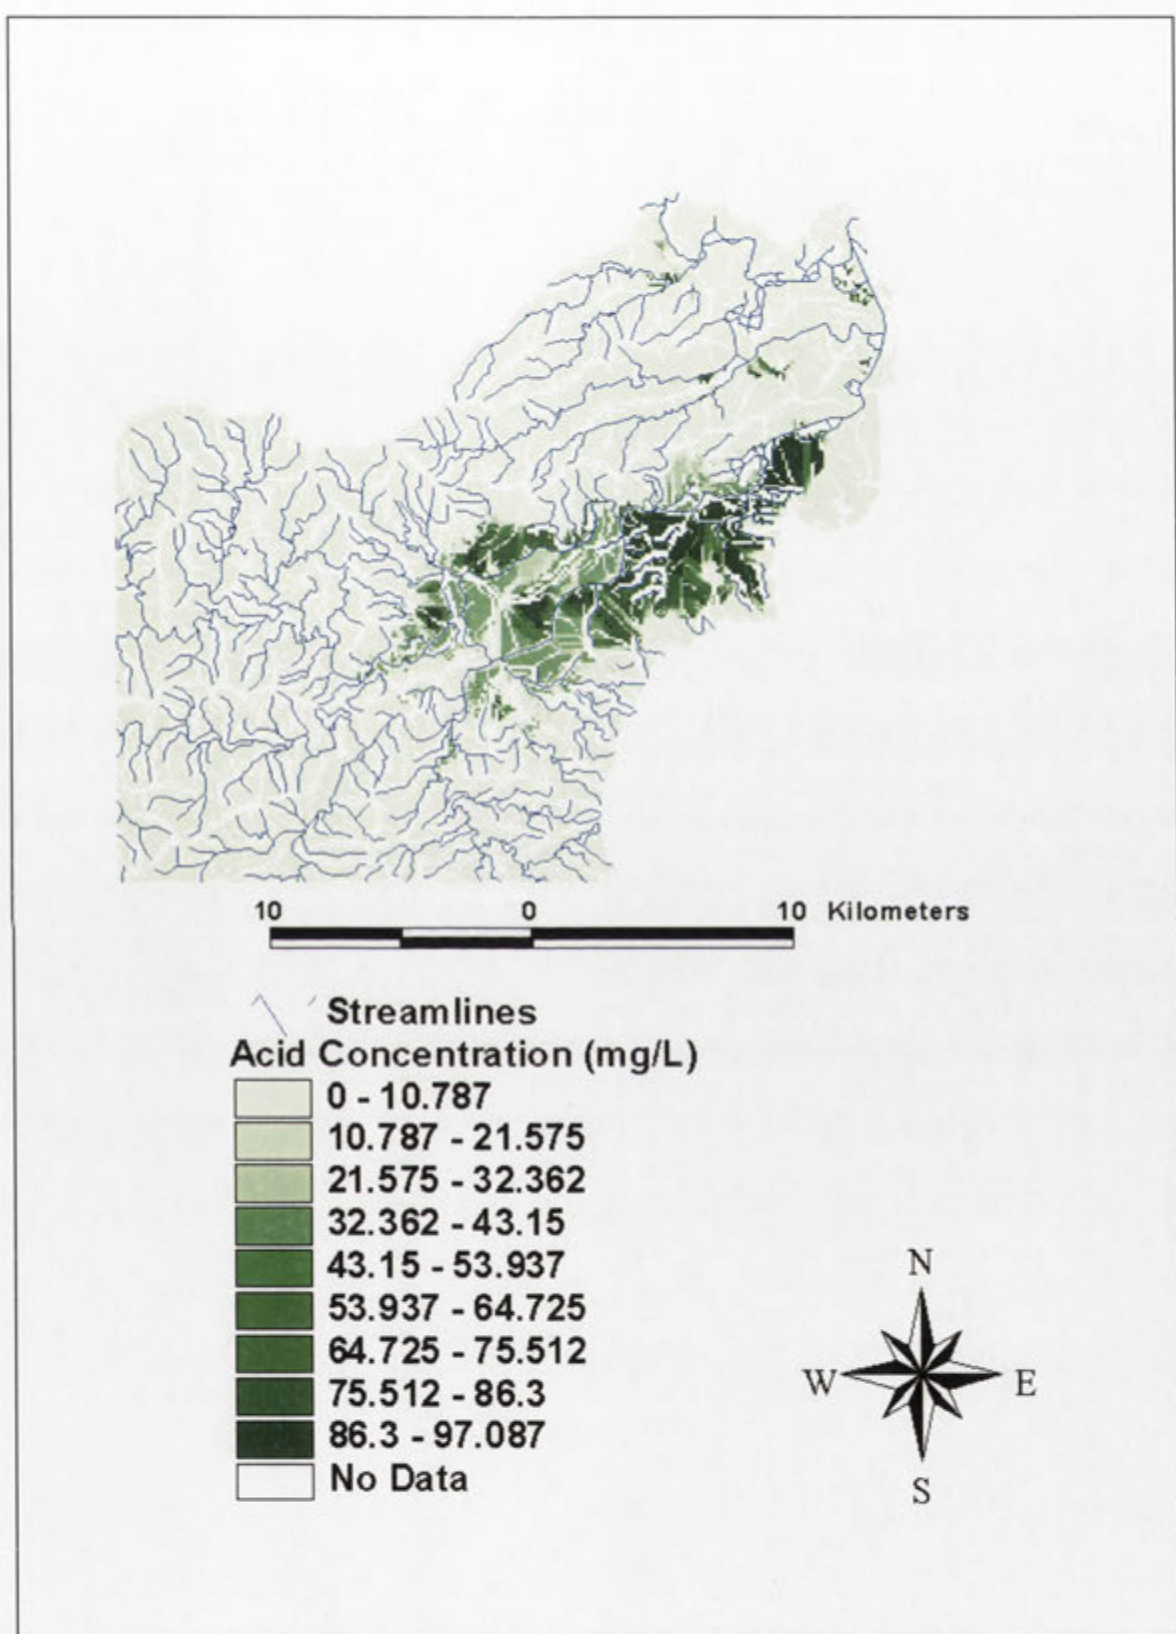 10 0 10 Kilometers
Streamlines
Acid Concentration (mg/L)
0 - 10.787
10.787 - 21.575
21.575 - 32.362
32.362 - 43.15
43.15 - 53.937
53.937 - 64.725
64.725 - 75.512
75.512 - 86.3
86.3 - 97.087
No Data
N
W E
S